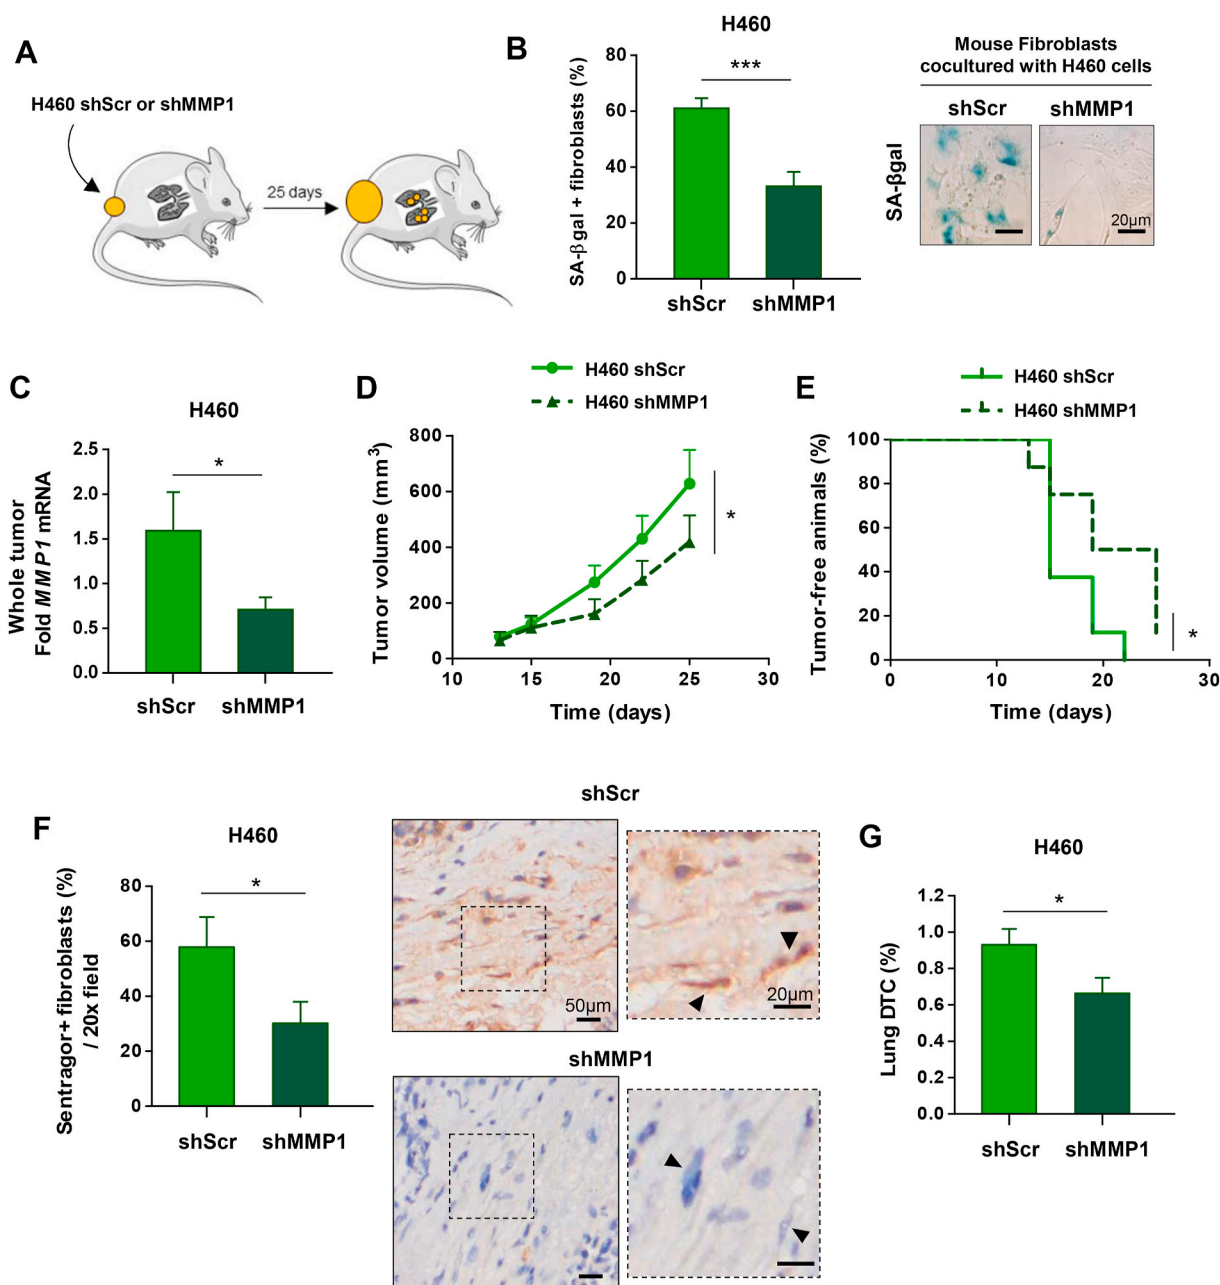 A
H460 shScr or shMMP1
25 days
B
H460
SA-β gal + fibroblasts (%)
80
60
40
20
0
***
shScr
shMMP1
Mouse Fibroblasts
cocultured with H460 cells
shScr
shMMP1
SA-βgal
20μm
C
H460
Whole tumor
Fold MMP1 mRNA
2.5
2.0
1.5
1.0
0.5
0.0
*
shScr
shMMP1
D
H460 shScr
H460 shMMP1
Tumor volume (mm³)
800
600
400
200
0
*
10
15
20
25
30
Time (days)
E
H460 shScr
H460 shMMP1
Tumor-free animals (%)
100
80
60
40
20
0
*
0
10
20
30
Time (days)
F
H460
Sentragor+ fibroblasts (%)
/ 20x field
80
60
40
20
0
*
shScr
shMMP1
shScr
50μm
20μm
shMMP1
G
H460
Lung DTC (%)
1.2
1.0
0.8
0.6
0.4
0.2
0.0
*
shScr
shMMP1